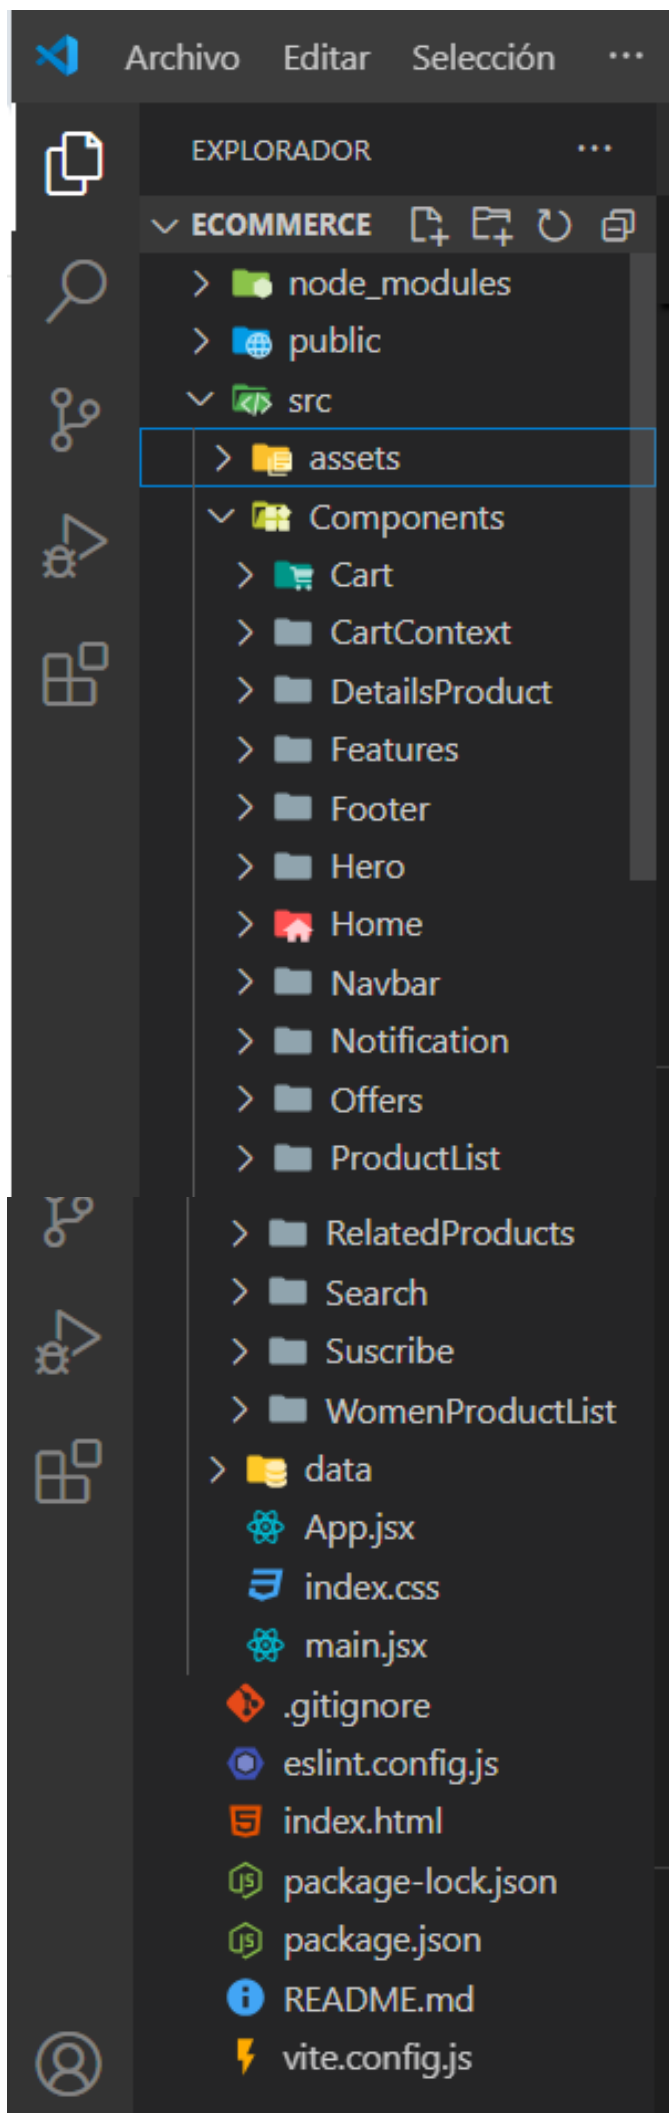 Archivo Editar Selección ···
EXPLORADOR ···
ECOMMERCE
node_modules
public
src
assets
Components
Cart
CartContext
DetailsProduct
Features
Footer
Hero
Home
Navbar
Notification
Offers
ProductList
RelatedProducts
Search
Suscribe
WomenProductList
data
App.jsx
index.css
main.jsx
.gitignore
eslint.config.js
index.html
package-lock.json
package.json
README.md
vite.config.js